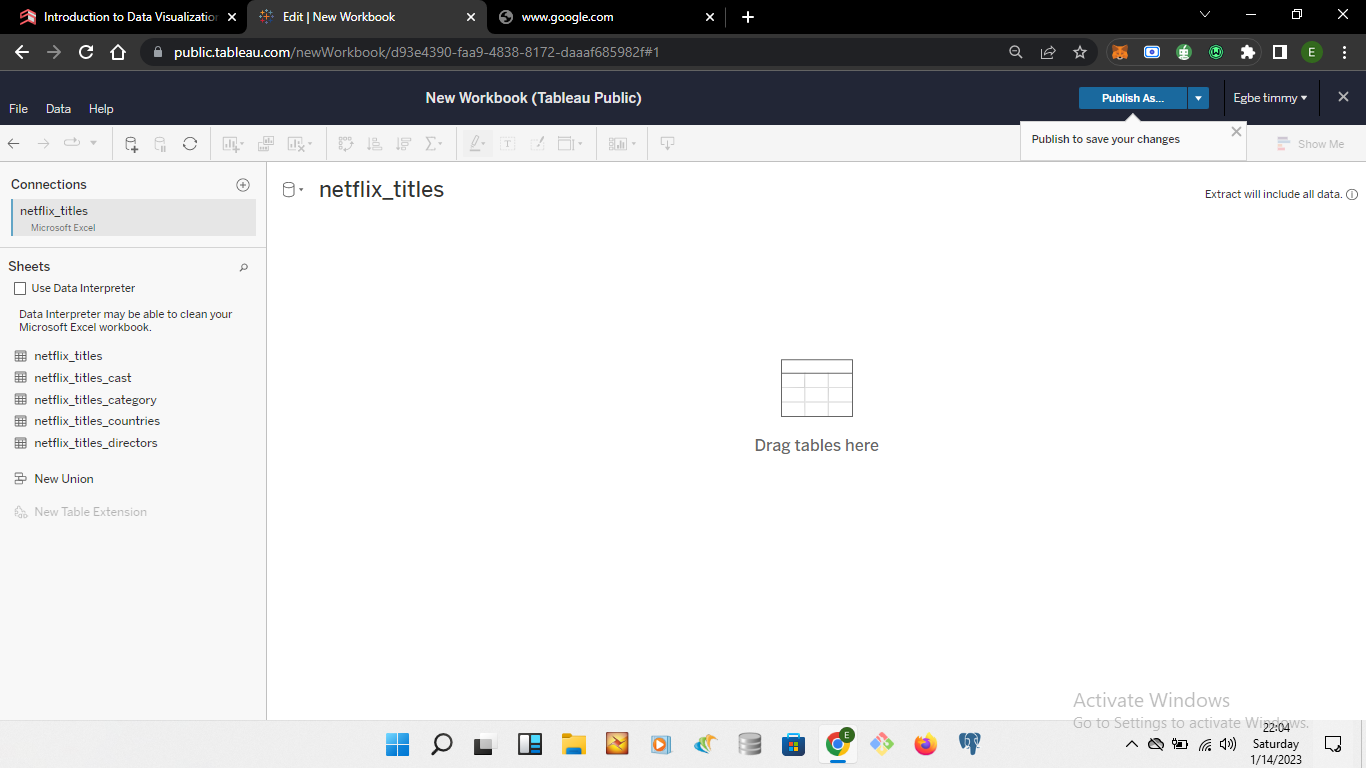 Introduction to Data Visualization
Edit | New Workbook
www.google.com
public.tableau.com/newWorkbook/d93e4390-faa9-4838-8172-daaaf685982f#1
E
New Workbook (Tableau Public)
File Data Help
Publish As...
Egbe timmy
Publish to save your changes
Show Me
Connections
netflix_titles
Microsoft Excel
netflix_titles
Extract will include all data.
Sheets
Use Data Interpreter
Data Interpreter may be able to clean your
Microsoft Excel workbook.
netflix_titles
netflix_titles_cast
netflix_titles_category
netflix_titles_countries
netflix_titles_directors
New Union
New Table Extension
Drag tables here
Activate Windows
Go to Settings to activate Windows.
E
22:04
Saturday
1/14/2023